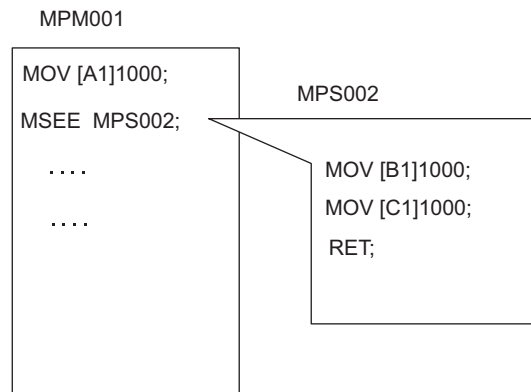 MPM001
MOV [A1]1000;
MSEE MPS002;
....
....
MPS002
MOV [B1]1000;
MOV [C1]1000;
RET;